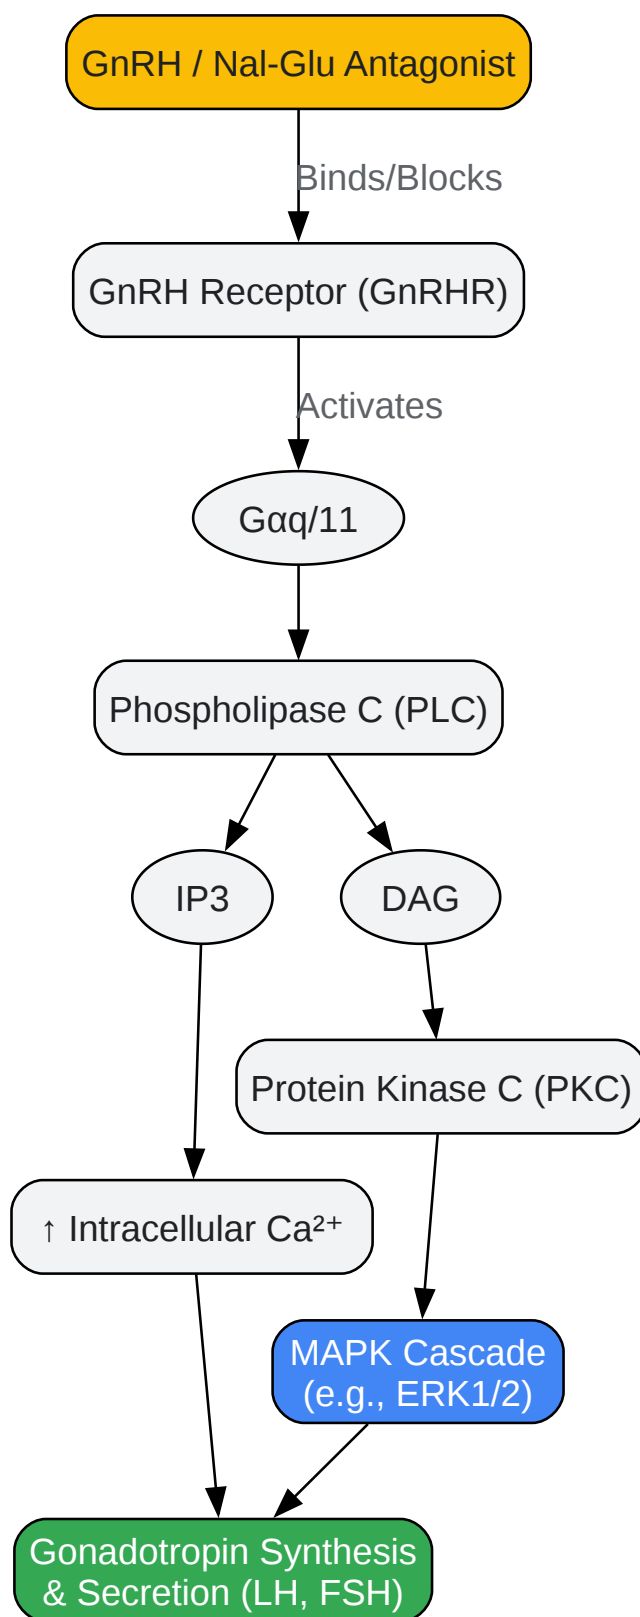 GnRH / Nal-Glu Antagonist
Binds/Blocks
GnRH Receptor (GnRHR)
Activates
Gαq/11
Phospholipase C (PLC)
IP3
DAG
Protein Kinase C (PKC)
↑ Intracellular Ca²⁺
MAPK Cascade
(e.g., ERK1/2)
Gonadotropin Synthesis
& Secretion (LH, FSH)